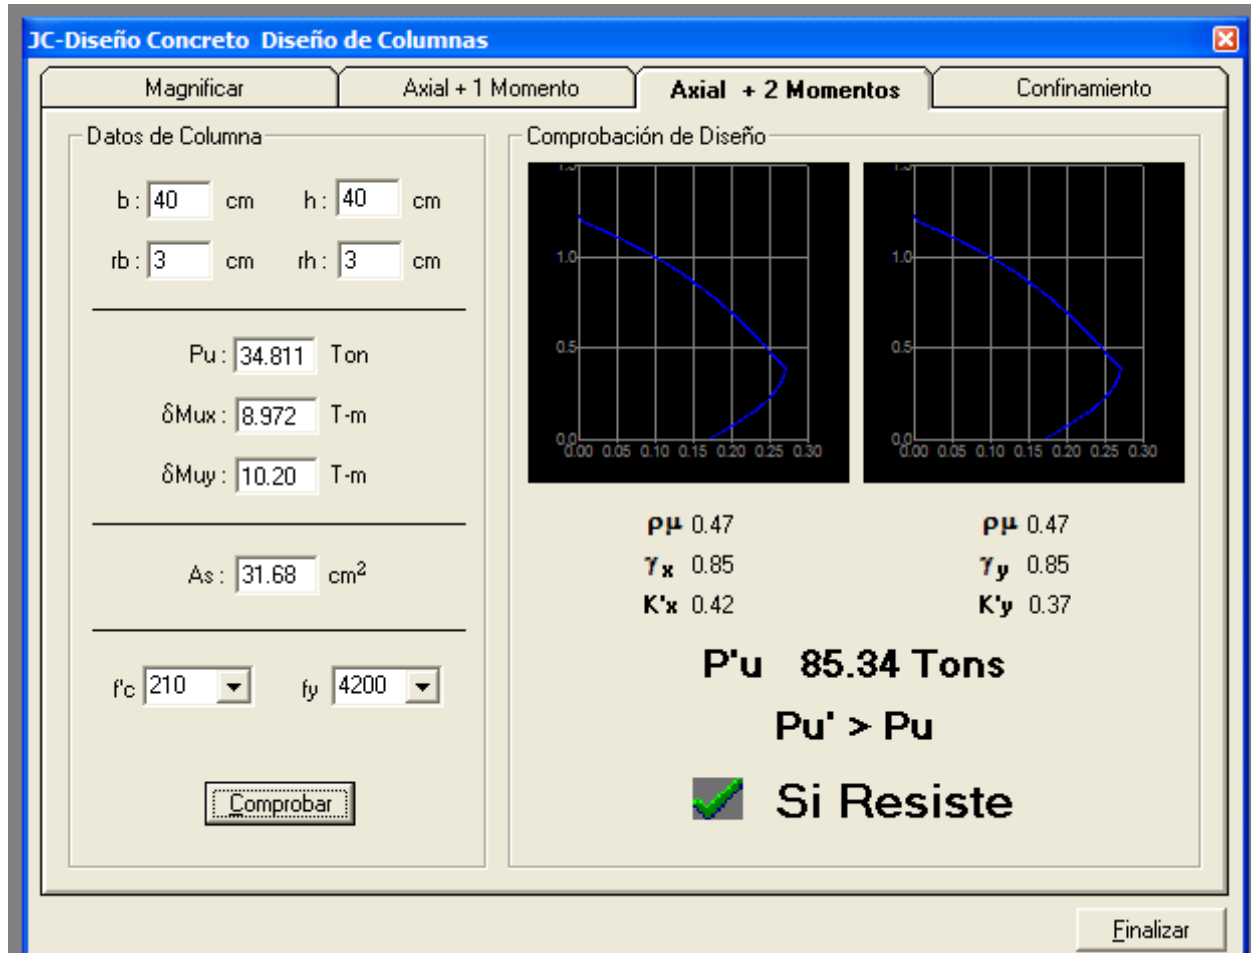 JC-Diseño Concreto Diseño de Columnas
Magnificar
Axial + 1 Momento
Axial + 2 Momentos
Confinamiento
Datos de Columna
b : 40 cm h : 40 cm
rb : 3 cm rh : 3 cm
Pu : 34.811 Ton
δMux : 8.972 T-m
δMuy : 10.20 T-m
As : 31.68 cm²
f'c 210 fy 4200
Comprobar
Comprobación de Diseño
1.0
0.5
0.0
0.00 0.05 0.10 0.15 0.20 0.25 0.30
1.0
0.5
0.0
0.00 0.05 0.10 0.15 0.20 0.25 0.30
ρμ 0.47 ρμ 0.47
γx 0.85 γy 0.85
K'x 0.42 K'y 0.37
P'u 85.34 Tons
Pu' > Pu
Si Resiste
Finalizar